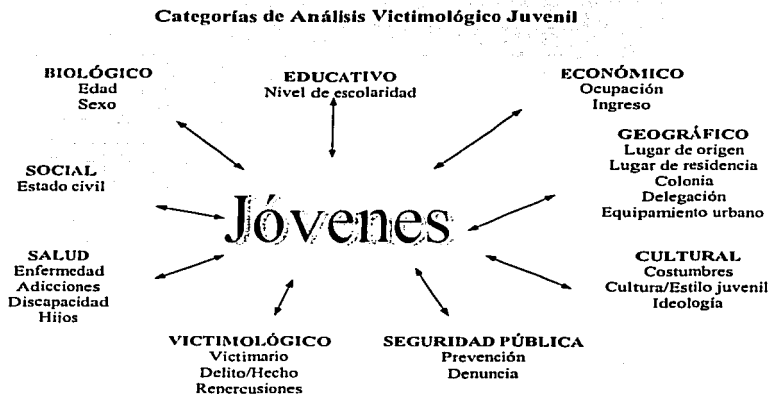 Categorías de Análisis Victimológico Juvenil
BIOLÓGICO
Edad
Sexo
EDUCATIVO
Nivel de escolaridad
ECONÓMICO
Ocupación
Ingreso
GEOGRÁFICO
Lugar de origen
Lugar de residencia
Colonia
Delegación
Equipamiento urbano
SOCIAL
Estado civil
Jóvenes
SALUD
Enfermedad
Adicciones
Discapacidad
Hijos
CULTURAL
Costumbres
Cultura/Estilo juvenil
Ideología
VICTIMOLÓGICO
Victimario
Delito/Hecho
Repercusiones
SEGURIDAD PÚBLICA
Prevención
Denuncia